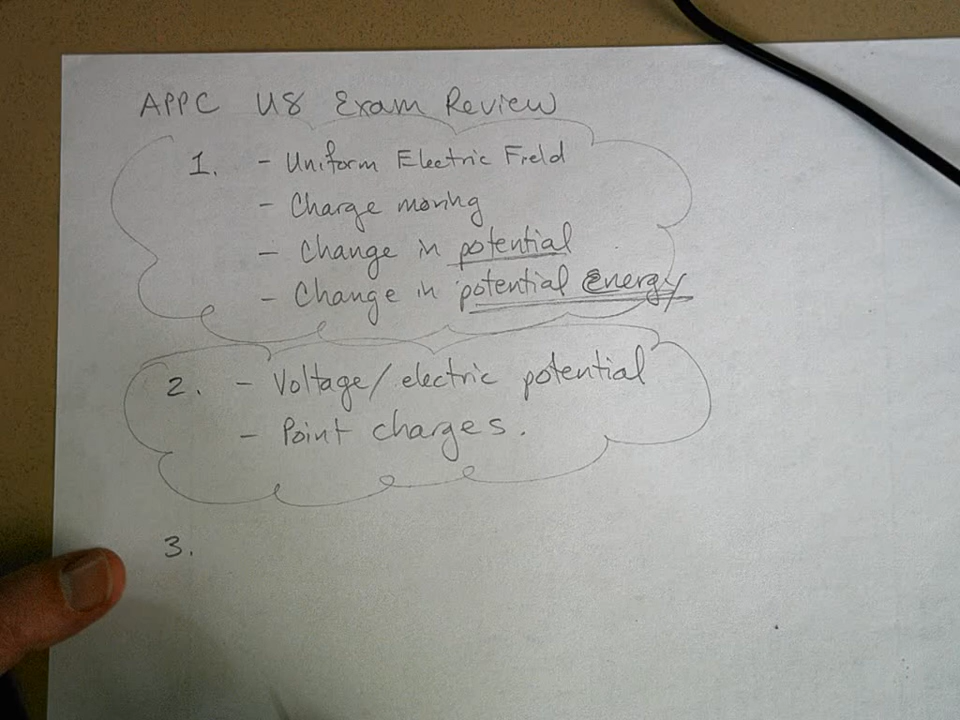 APPC U8 Exam Review
1. - Uniform Electric Field
- Charge moving
- Change in potential
- Change in potential energy
2. - Voltage/electric potential
- Point charges.
3.